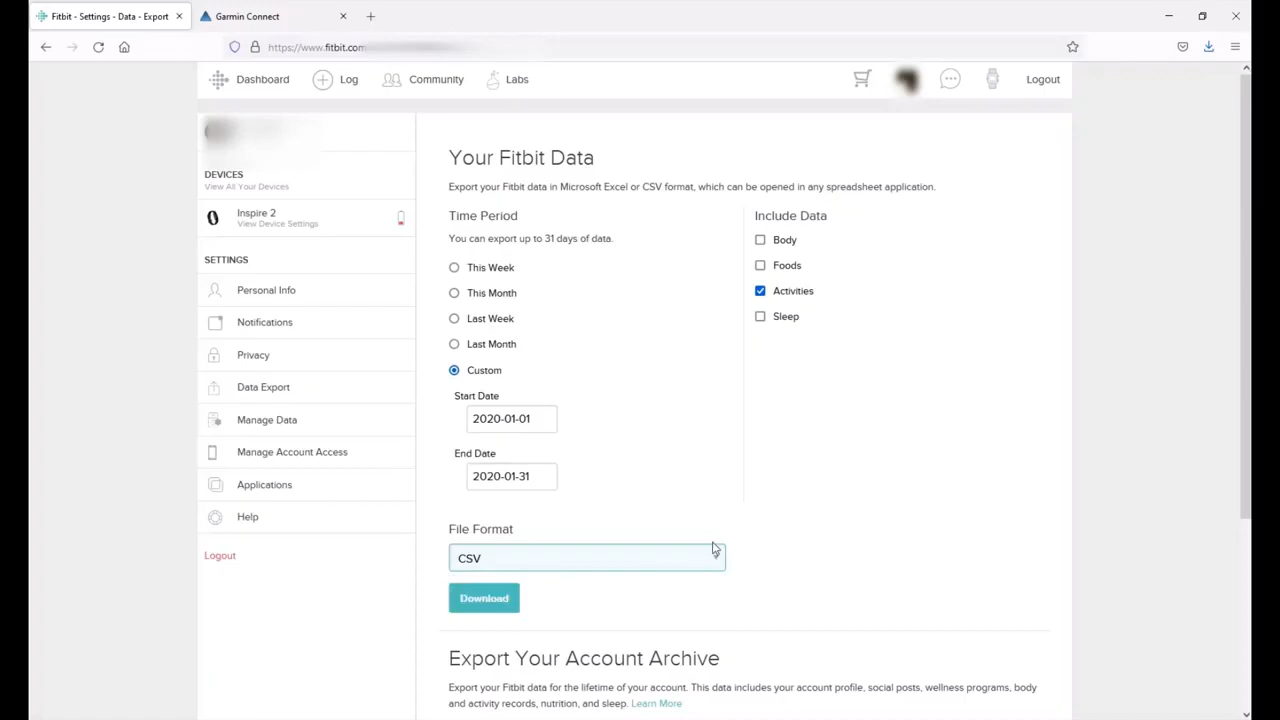 Fitbit - Settings - Data - Export
Garmin Connect
https://www.fitbit.com
Dashboard
Log
Community
Labs
Logout
DEVICES
View All Your Devices
Inspire 2
View Device Settings
SETTINGS
Personal Info
Notifications
Privacy
Data Export
Manage Data
Manage Account Access
Applications
Help
Logout
Your Fitbit Data
Export your Fitbit data in Microsoft Excel or CSV format, which can be opened in any spreadsheet application.
Time Period
You can export up to 31 days of data.
This Week
This Month
Last Week
Last Month
Custom
Start Date
2020-01-01
End Date
2020-01-31
Include Data
Body
Foods
Activities
Sleep
File Format
CSV
Download
Export Your Account Archive
Export your Fitbit data for the lifetime of your account. This data includes your account profile, social posts, wellness programs, body
and activity records, nutrition, and sleep. Learn More